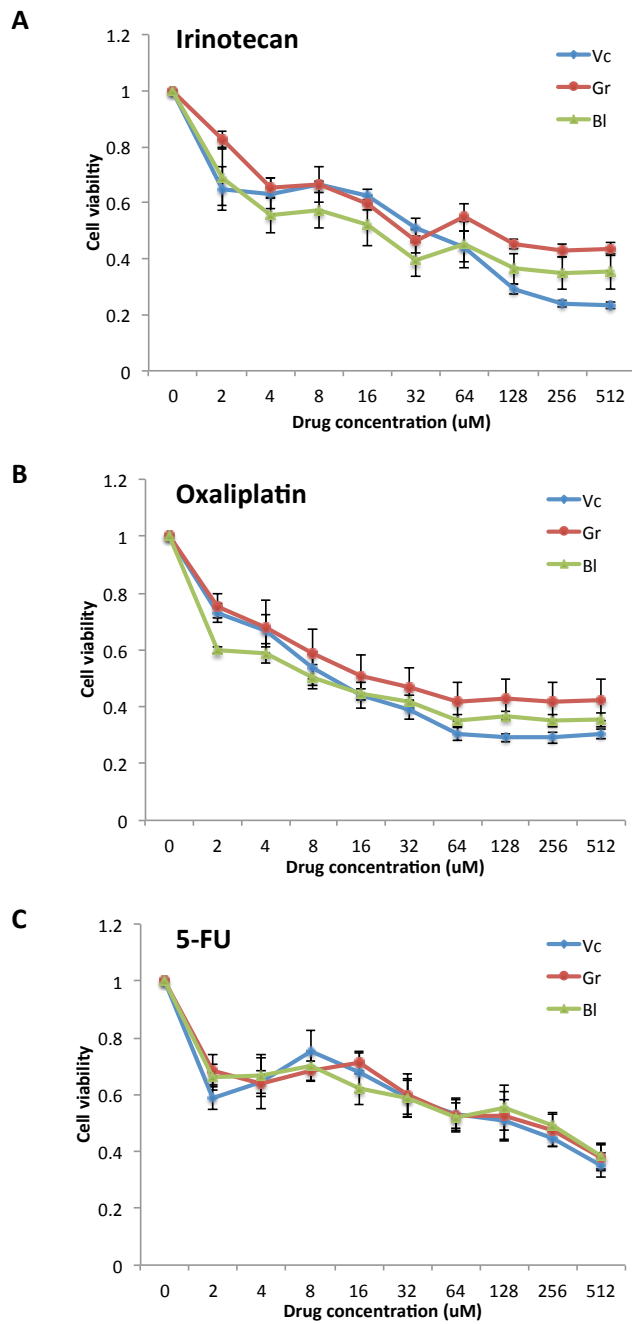 A
Irinotecan
Vc
Gr
Bl
1.2
1
0.8
0.6
0.4
0.2
0
Cell viability
0 2 4 8 16 32 64 128 256 512
Drug concentration (uM)
B
Oxaliplatin
Vc
Gr
Bl
1.2
1
0.8
0.6
0.4
0.2
0
Cell viability
0 2 4 8 16 32 64 128 256 512
Drug concentration (uM)
C
5-FU
Vc
Gr
Bl
1.2
1
0.8
0.6
0.4
0.2
0
Cell viability
0 2 4 8 16 32 64 128 256 512
Drug concentration (uM)